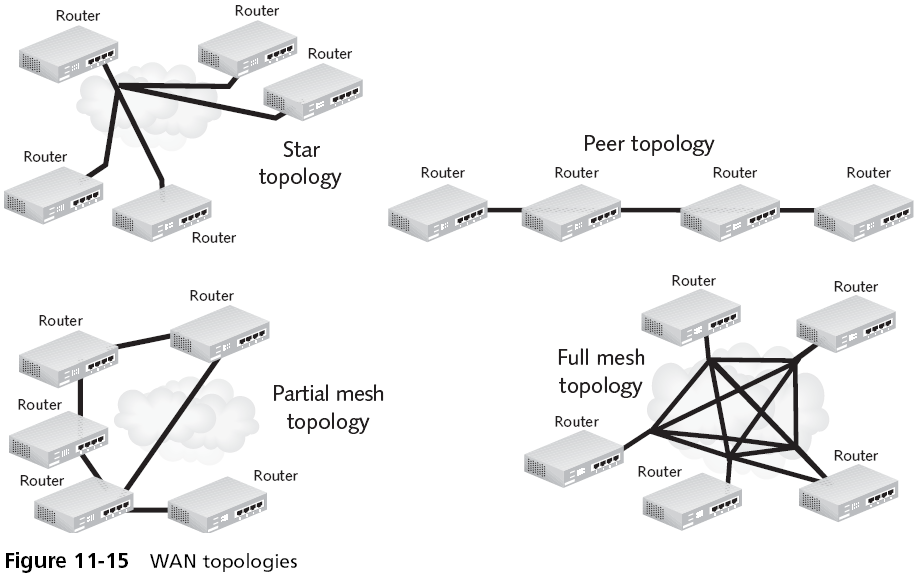 Router
Router
Router
Router
Router
Star
topology
Peer topology
Router
Router
Router
Router
Router
Router
Router
Router
Router
Partial mesh
topology
Router
Router
Full mesh
topology
Router
Router
Router
Figure 11-15 WAN topologies